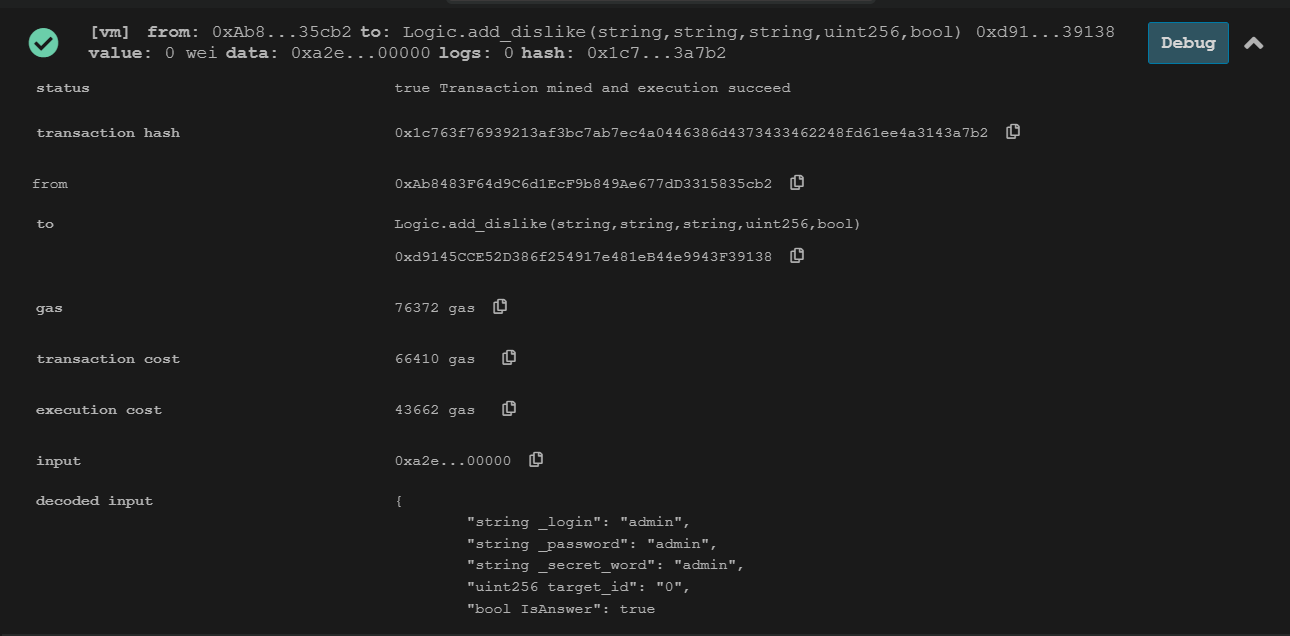 [vm] from: 0xAb8...35cb2 to: Logic.add_dislike(string,string,string,uint256,bool) 0xd91...39138
value: 0 wei data: 0xa2e...00000 logs: 0 hash: 0x1c7...3a7b2
Debug
status true Transaction mined and execution succeed
transaction hash 0x1c763f76939213af3bc7ab7ec4a0446386d4373433462248fd61ee4a3143a7b2
from 0xAb8483F64d9C6d1EcF9b849Ae677dD3315835cb2
to Logic.add_dislike(string,string,string,uint256,bool)
0xd9145CCE52D386f254917e481eB44e9943F39138
gas 76372 gas
transaction cost 66410 gas
execution cost 43662 gas
input 0xa2e...00000
decoded input {
"string _login": "admin",
"string _password": "admin",
"string _secret_word": "admin",
"uint256 target_id": "0",
"bool IsAnswer": true